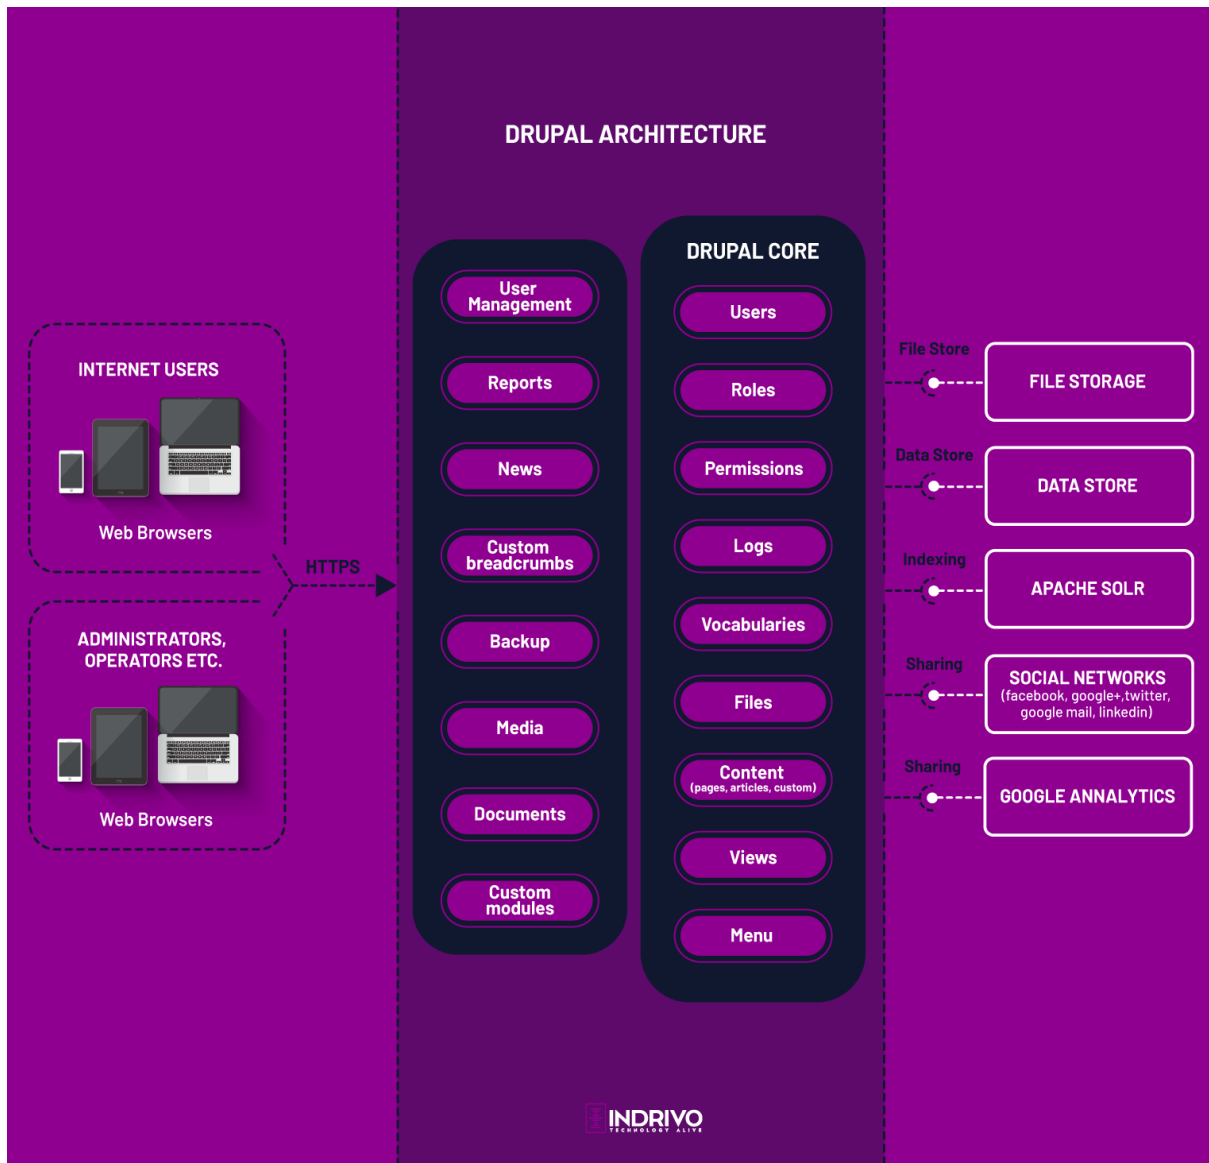 DRUPAL ARCHITECTURE
INTERNET USERS
Web Browsers
ADMINISTRATORS,
OPERATORS ETC.
Web Browsers
HTTPS
User
Management
Reports
News
Custom
breadcrumbs
Backup
Media
Documents
Custom
modules
DRUPAL CORE
Users
Roles
Permissions
Logs
Vocabularies
Files
Content
(pages, articles, custom)
Views
Menu
File Store
FILE STORAGE
Data Store
DATA STORE
Indexing
APACHE SOLR
Sharing
SOCIAL NETWORKS
(facebook, google+,twitter,
google mail, linkedin)
Sharing
GOOGLE ANNALYTICS
INDRIVO
TECHNOLOGY ALIVE